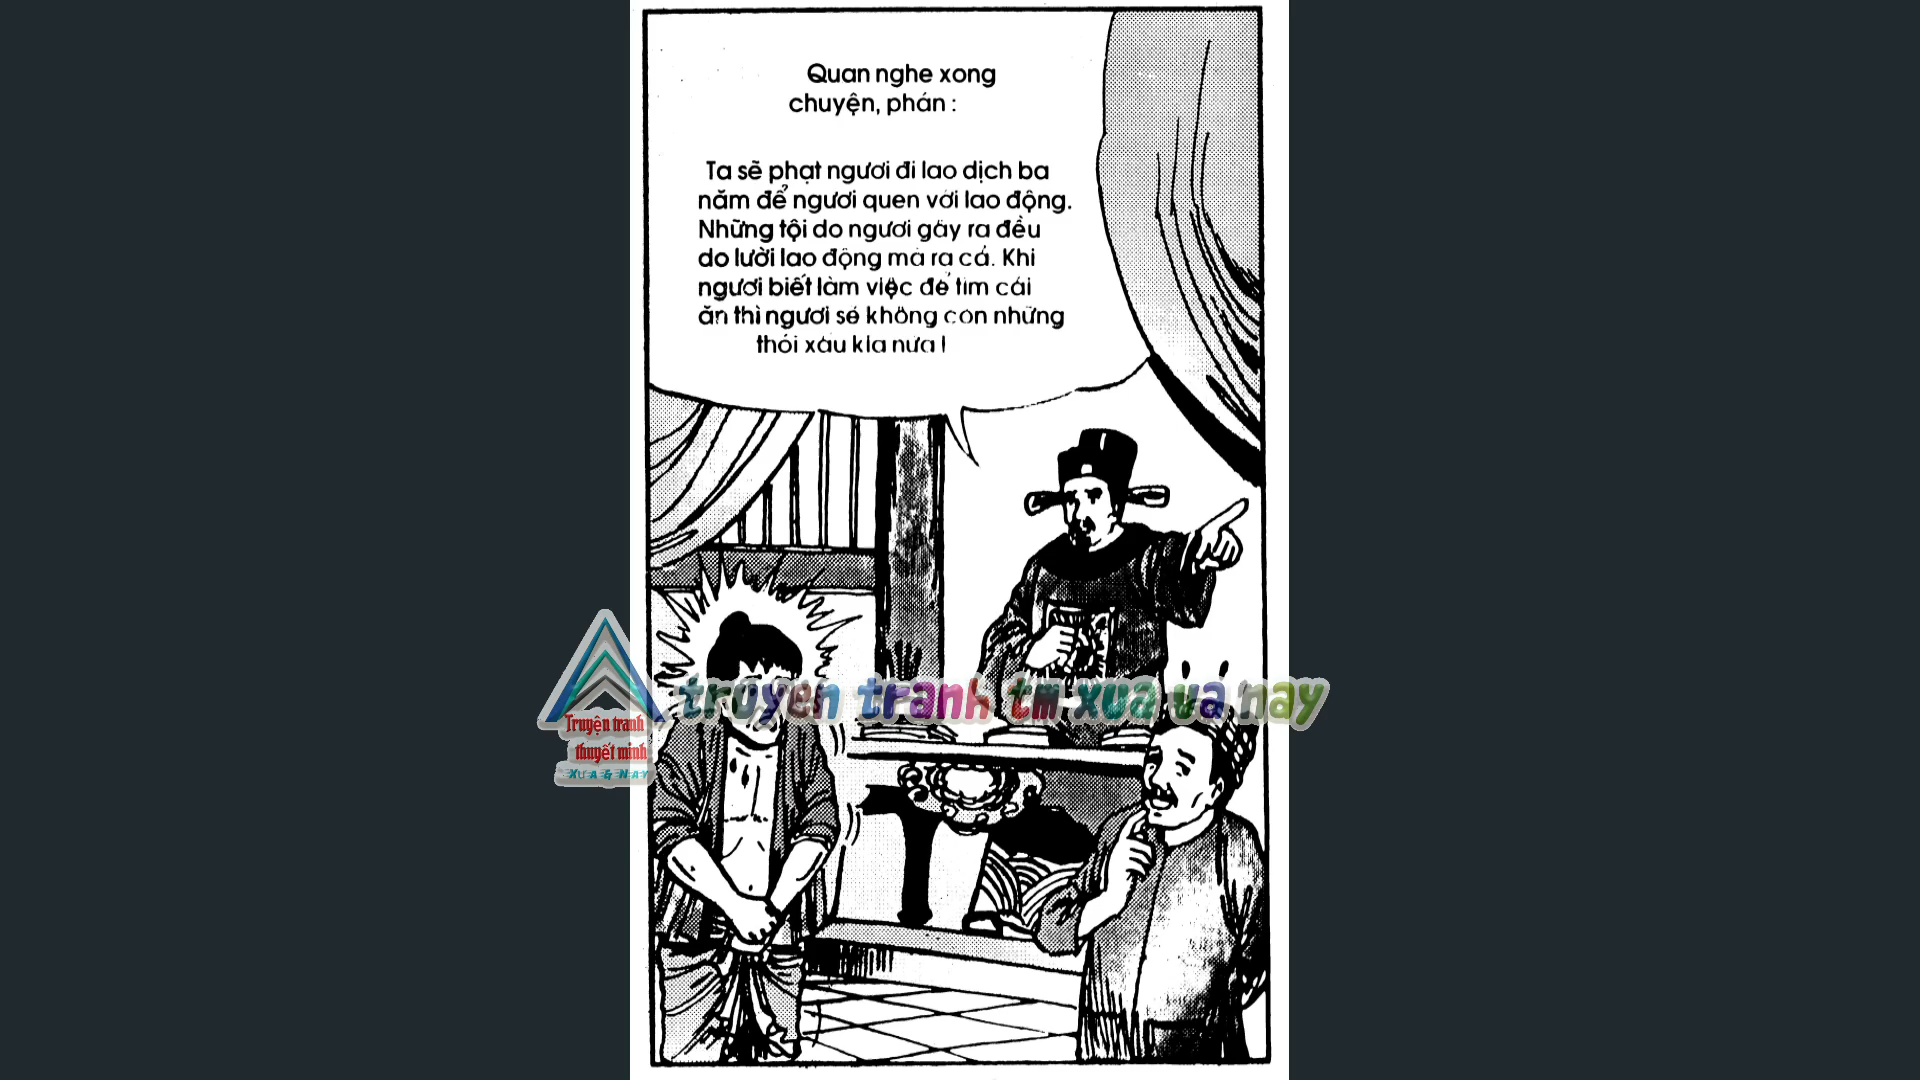 Quan nghe xong
chuyện, phán :
Ta sẽ phạt ngươi đi lao dịch ba
năm để ngươi quen với lao động.
Những tội do ngươi gây ra đều
do lười lao động mà ra cả. Khi
ngươi biết làm việc để tìm cái
ăn thì ngươi sẽ không còn những
thói xấu kia nữa !
truyen tranh tm xua va nay
Truyện tranh
thuyết minh
XƯA & NAY